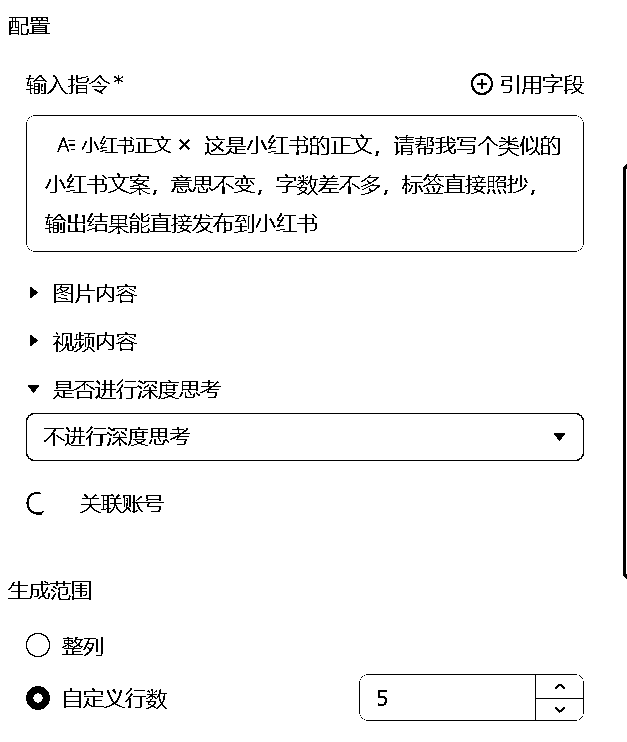 配置
输入指令* 引用字段
A 小红书正文 × 这是小红书的正文，请帮我写个类似的
小红书文案，意思不变，字数差不多，标签直接照抄，
输出结果能直接发布到小红书
图片内容
视频内容
是否进行深度思考
不进行深度思考
关联账号
生成范围
整列
自定义行数 5